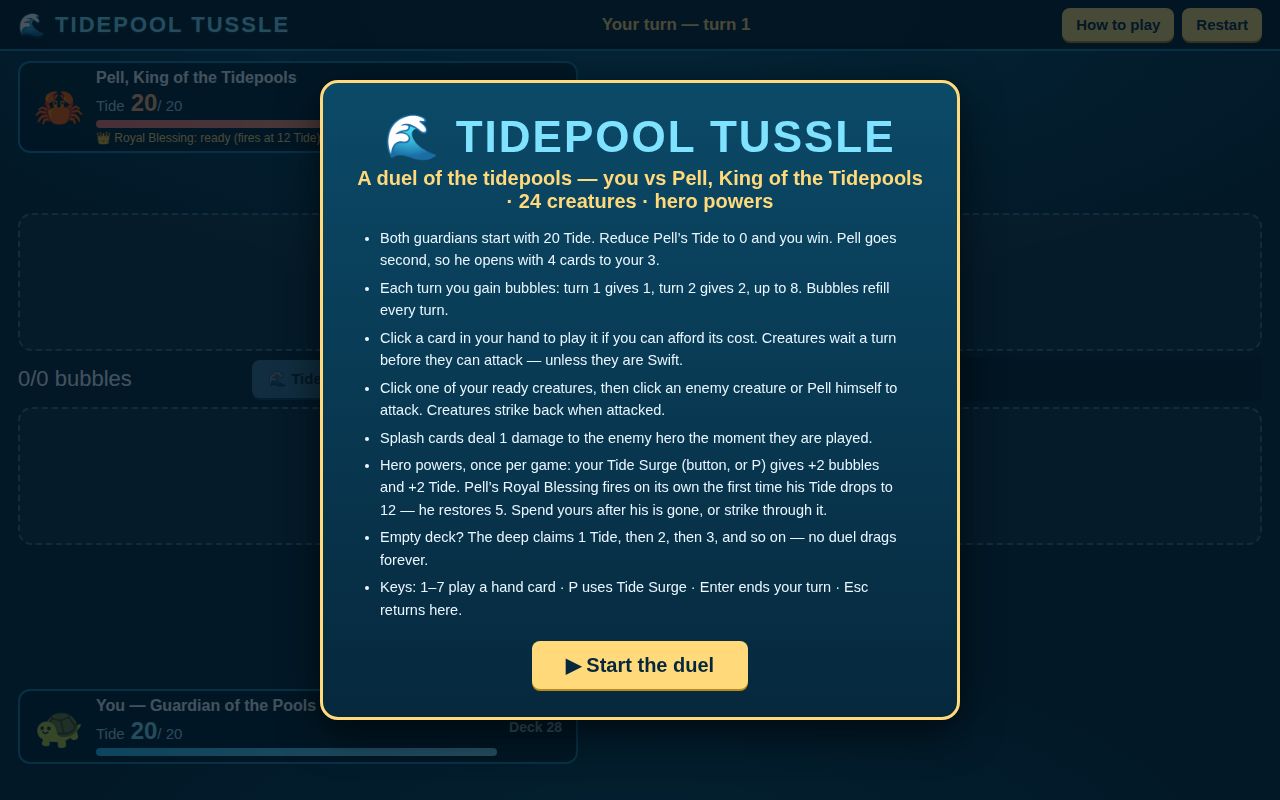 TIDEPOOL TUSSLE
Your turn — turn 1
How to play
Restart
Pell, King of the Tidepools
Tide 20/ 20
Royal Blessing: ready (fires at 12 Tide)
TIDEPOOL TUSSLE
A duel of the tidepools — you vs Pell, King of the Tidepools
· 24 creatures · hero powers
• Both guardians start with 20 Tide. Reduce Pell’s Tide to 0 and you win. Pell goes
second, so he opens with 4 cards to your 3.
• Each turn you gain bubbles: turn 1 gives 1, turn 2 gives 2, up to 8. Bubbles refill
every turn.
• Click a card in your hand to play it if you can afford its cost. Creatures wait a turn
before they can attack — unless they are Swift.
• Click one of your ready creatures, then click an enemy creature or Pell himself to
attack. Creatures strike back when attacked.
• Splash cards deal 1 damage to the enemy hero the moment they are played.
• Hero powers, once per game: your Tide Surge (button, or P) gives +2 bubbles
and +2 Tide. Pell’s Royal Blessing fires on its own the first time his Tide drops to
12 — he restores 5. Spend yours after his is gone, or strike through it.
• Empty deck? The deep claims 1 Tide, then 2, then 3, and so on — no duel drags
forever.
• Keys: 1–7 play a hand card · P uses Tide Surge · Enter ends your turn · Esc
returns here.
▶ Start the duel
0/0 bubbles
Tide
You — Guardian of the Pools
Tide 20/ 20
Deck 28